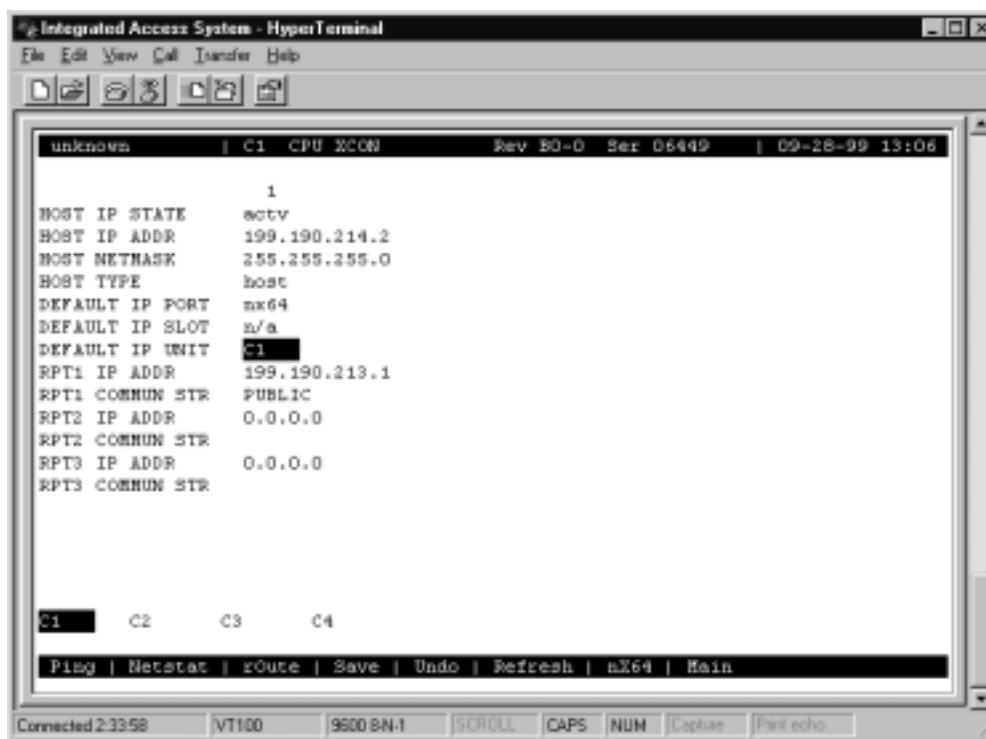 Integrated Access System - HyperTerminal
File Edit View Call Transfer Help
unknown | C1 CPU XCON Rev B0-0 Ser 06449 | 09-28-99 13:06
1
HOST IP STATE actv
HOST IP ADDR 199.190.214.2
HOST NETMASK 255.255.255.0
HOST TYPE host
DEFAULT IP PORT nx64
DEFAULT IP SLOT n/a
DEFAULT IP UNIT C1
RPT1 IP ADDR 199.190.213.1
RPT1 COMMUN STR PUBLIC
RPT2 IP ADDR 0.0.0.0
RPT2 COMMUN STR
RPT3 IP ADDR 0.0.0.0
RPT3 COMMUN STR
C1 C2 C3 C4
Ping | Netstat | rOute | Save | Undo | Refresh | nX64 | Main
Connected 2:33:58 VT100 9600 8-N-1 SCROLL CAPS NUM Capture Print echo